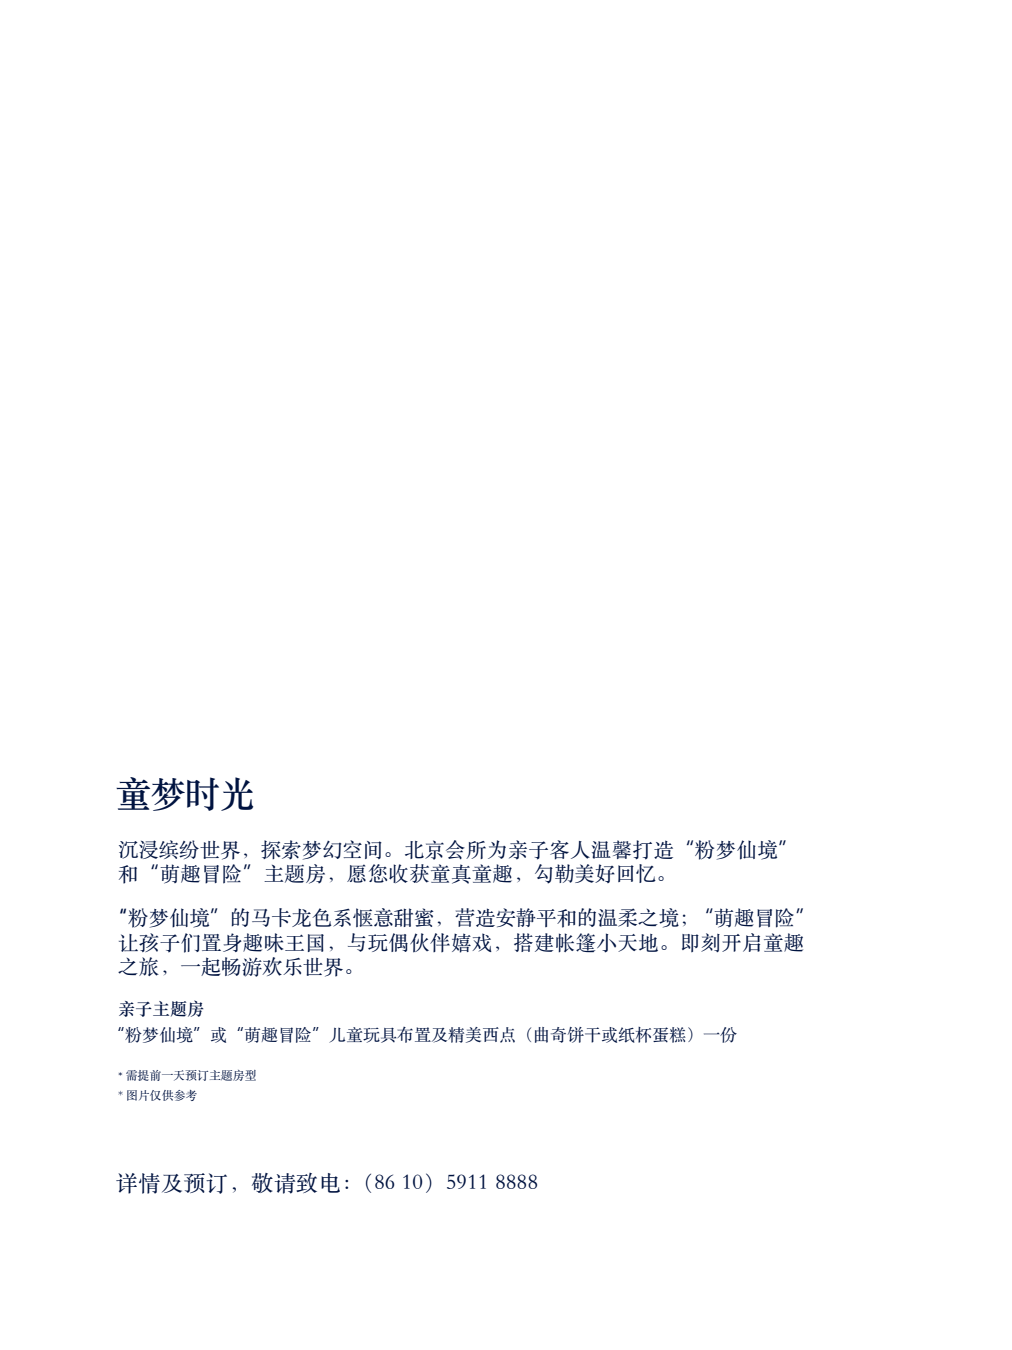 童梦时光
沉浸缤纷世界，探索梦幻空间。北京会所为亲子客人温馨打造“粉梦仙境”
和“萌趣冒险”主题房，愿您收获童真童趣，勾勒美好回忆。
“粉梦仙境”的马卡龙色系惬意甜蜜，营造安静平和的温柔之境；“萌趣冒险”
让孩子们置身趣味王国，与玩偶伙伴嬉戏，搭建帐篷小天地。即刻开启童趣
之旅，一起畅游欢乐世界。
亲子主题房
“粉梦仙境”或“萌趣冒险”儿童玩具布置及精美西点（曲奇饼干或纸杯蛋糕）一份
* 需提前一天预订主题房型
* 图片仅供参考
详情及预订，敬请致电：（86 10）5911 8888